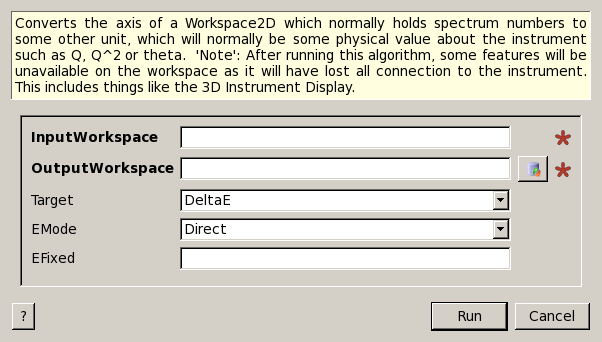 Converts the axis of a Workspace2D which normally holds spectrum numbers to
some other unit, which will normally be some physical value about the instrument
such as Q, Q^2 or theta.  'Note': After running this algorithm, some features will be
unavailable on the workspace as it will have lost all connection to the instrument.
This includes things like the 3D Instrument Display.
InputWorkspace
OutputWorkspace
Target DeltaE
EMode Direct
EFixed
? Run Cancel